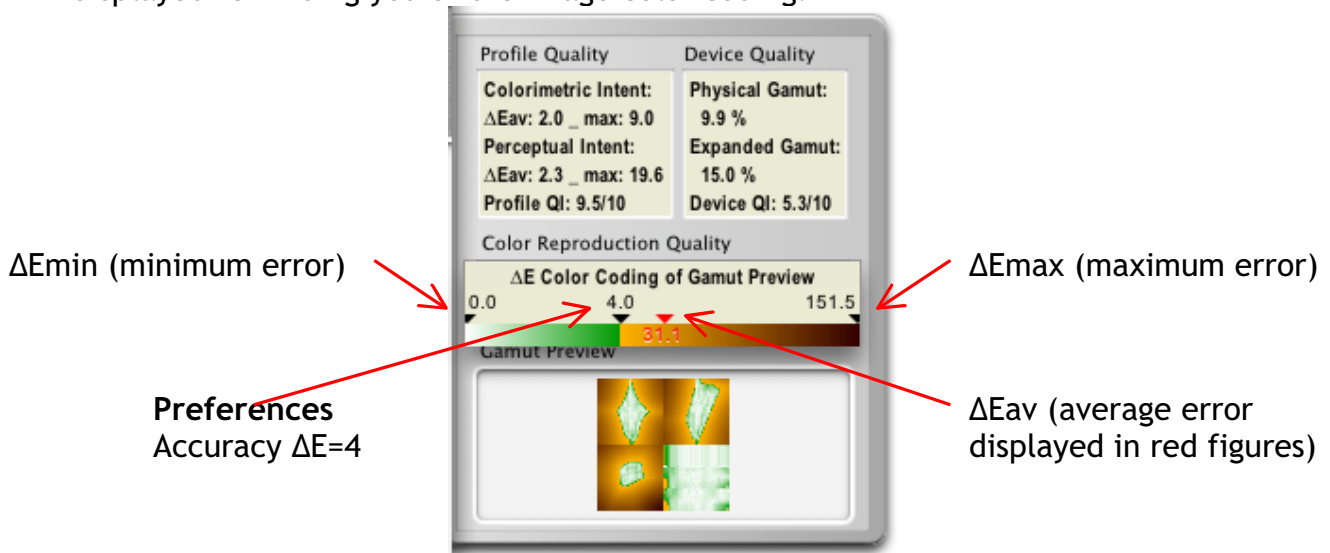 Profile Quality
Device Quality
Colorimetric Intent:
ΔEav: 2.0 _ max: 9.0
Perceptual Intent:
ΔEav: 2.3 _ max: 19.6
Profile QI: 9.5/10
Physical Gamut:
9.9 %
Expanded Gamut:
15.0 %
Device QI: 5.3/10
Color Reproduction Quality
ΔEmin (minimum error)
ΔE Color Coding of Gamut Preview
0.0 4.0 151.5
31.1
ΔEmax (maximum error)
Gamut Preview
Preferences
Accuracy ΔE=4
ΔEav (average error
displayed in red figures)